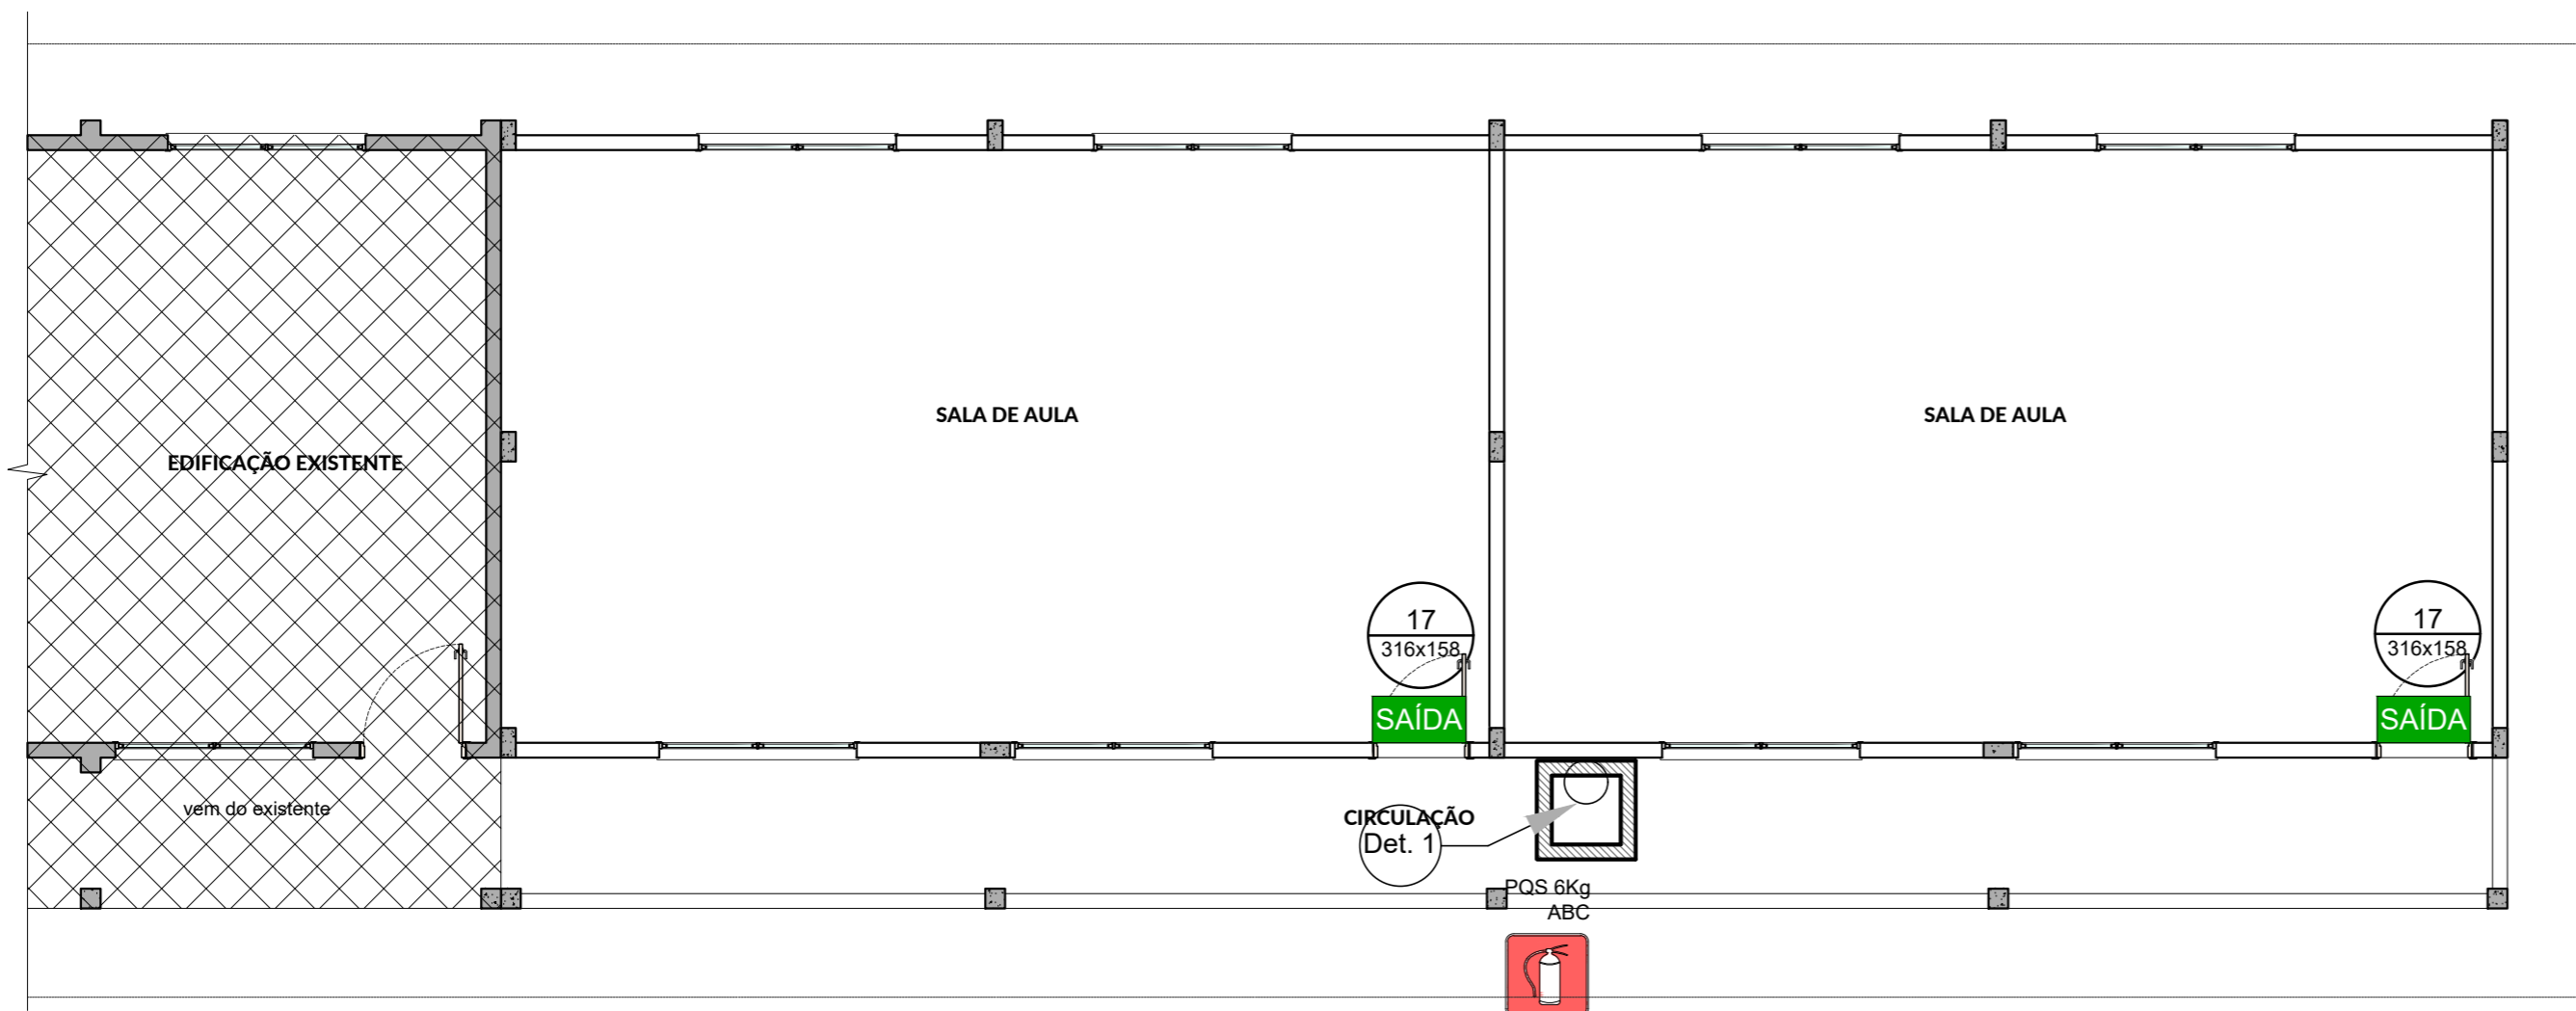 SALA DE AULA
SALA DE AULA
EDIFICAÇÃO EXISTENTE
17
316x158
17
316x158
SAÍDA
SAÍDA
vem do existente
CIRCULAÇÃO
Det. 1
PQS 6Kg
ABC